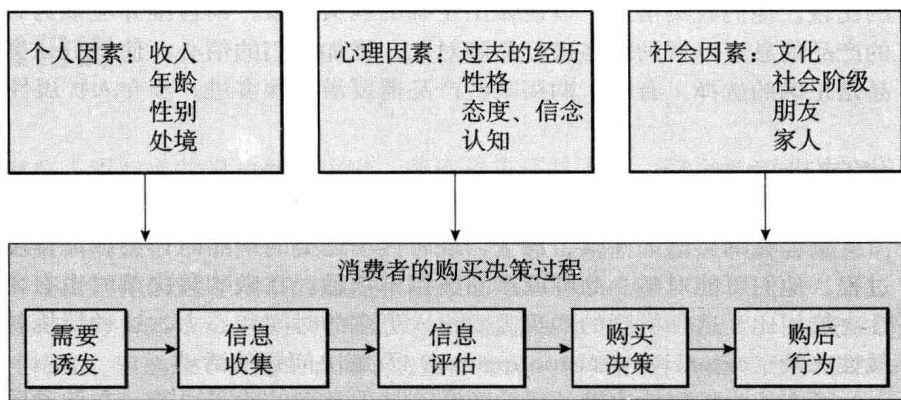 个人因素：收入
年龄
性别
处境
心理因素：过去的经历
性格
态度、信念
认知
社会因素：文化
社会阶级
朋友
家人
消费者的购买决策过程
需要
诱发
信息
收集
信息
评估
购买
决策
购后
行为